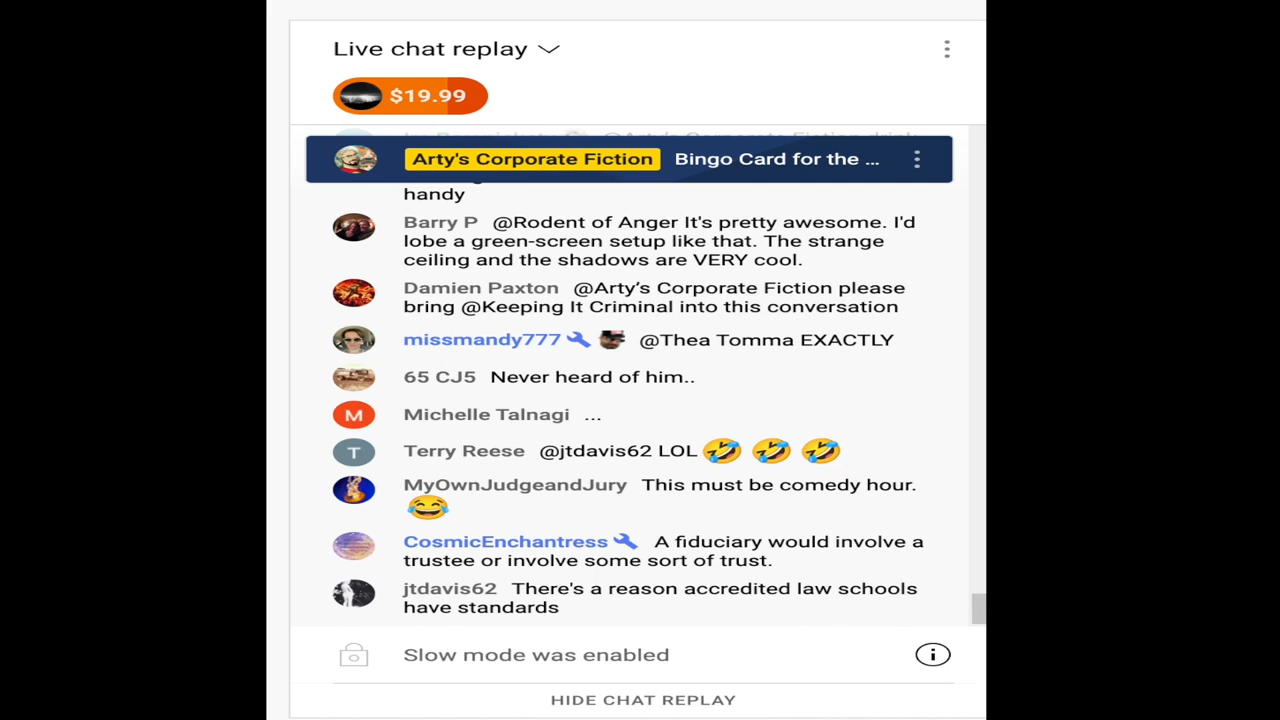 Live chat replay
$19.99
Arty's Corporate Fiction Bingo Card for the ...
handy
Barry P @Rodent of Anger It's pretty awesome. I'd
lobe a green-screen setup like that. The strange
ceiling and the shadows are VERY cool.
Damien Paxton @Arty’s Corporate Fiction please
bring @Keeping It Criminal into this conversation
missmandy777 @Thea Tomma EXACTLY
65 CJ5 Never heard of him..
M Michelle Talnagi ...
T Terry Reese @jtdavis62 LOL 🤣 🤣 🤣
MyOwnJudgeandJury This must be comedy hour.
😂
CosmicEnchantress A fiduciary would involve a
trustee or involve some sort of trust.
jtdavis62 There's a reason accredited law schools
have standards
Slow mode was enabled
HIDE CHAT REPLAY